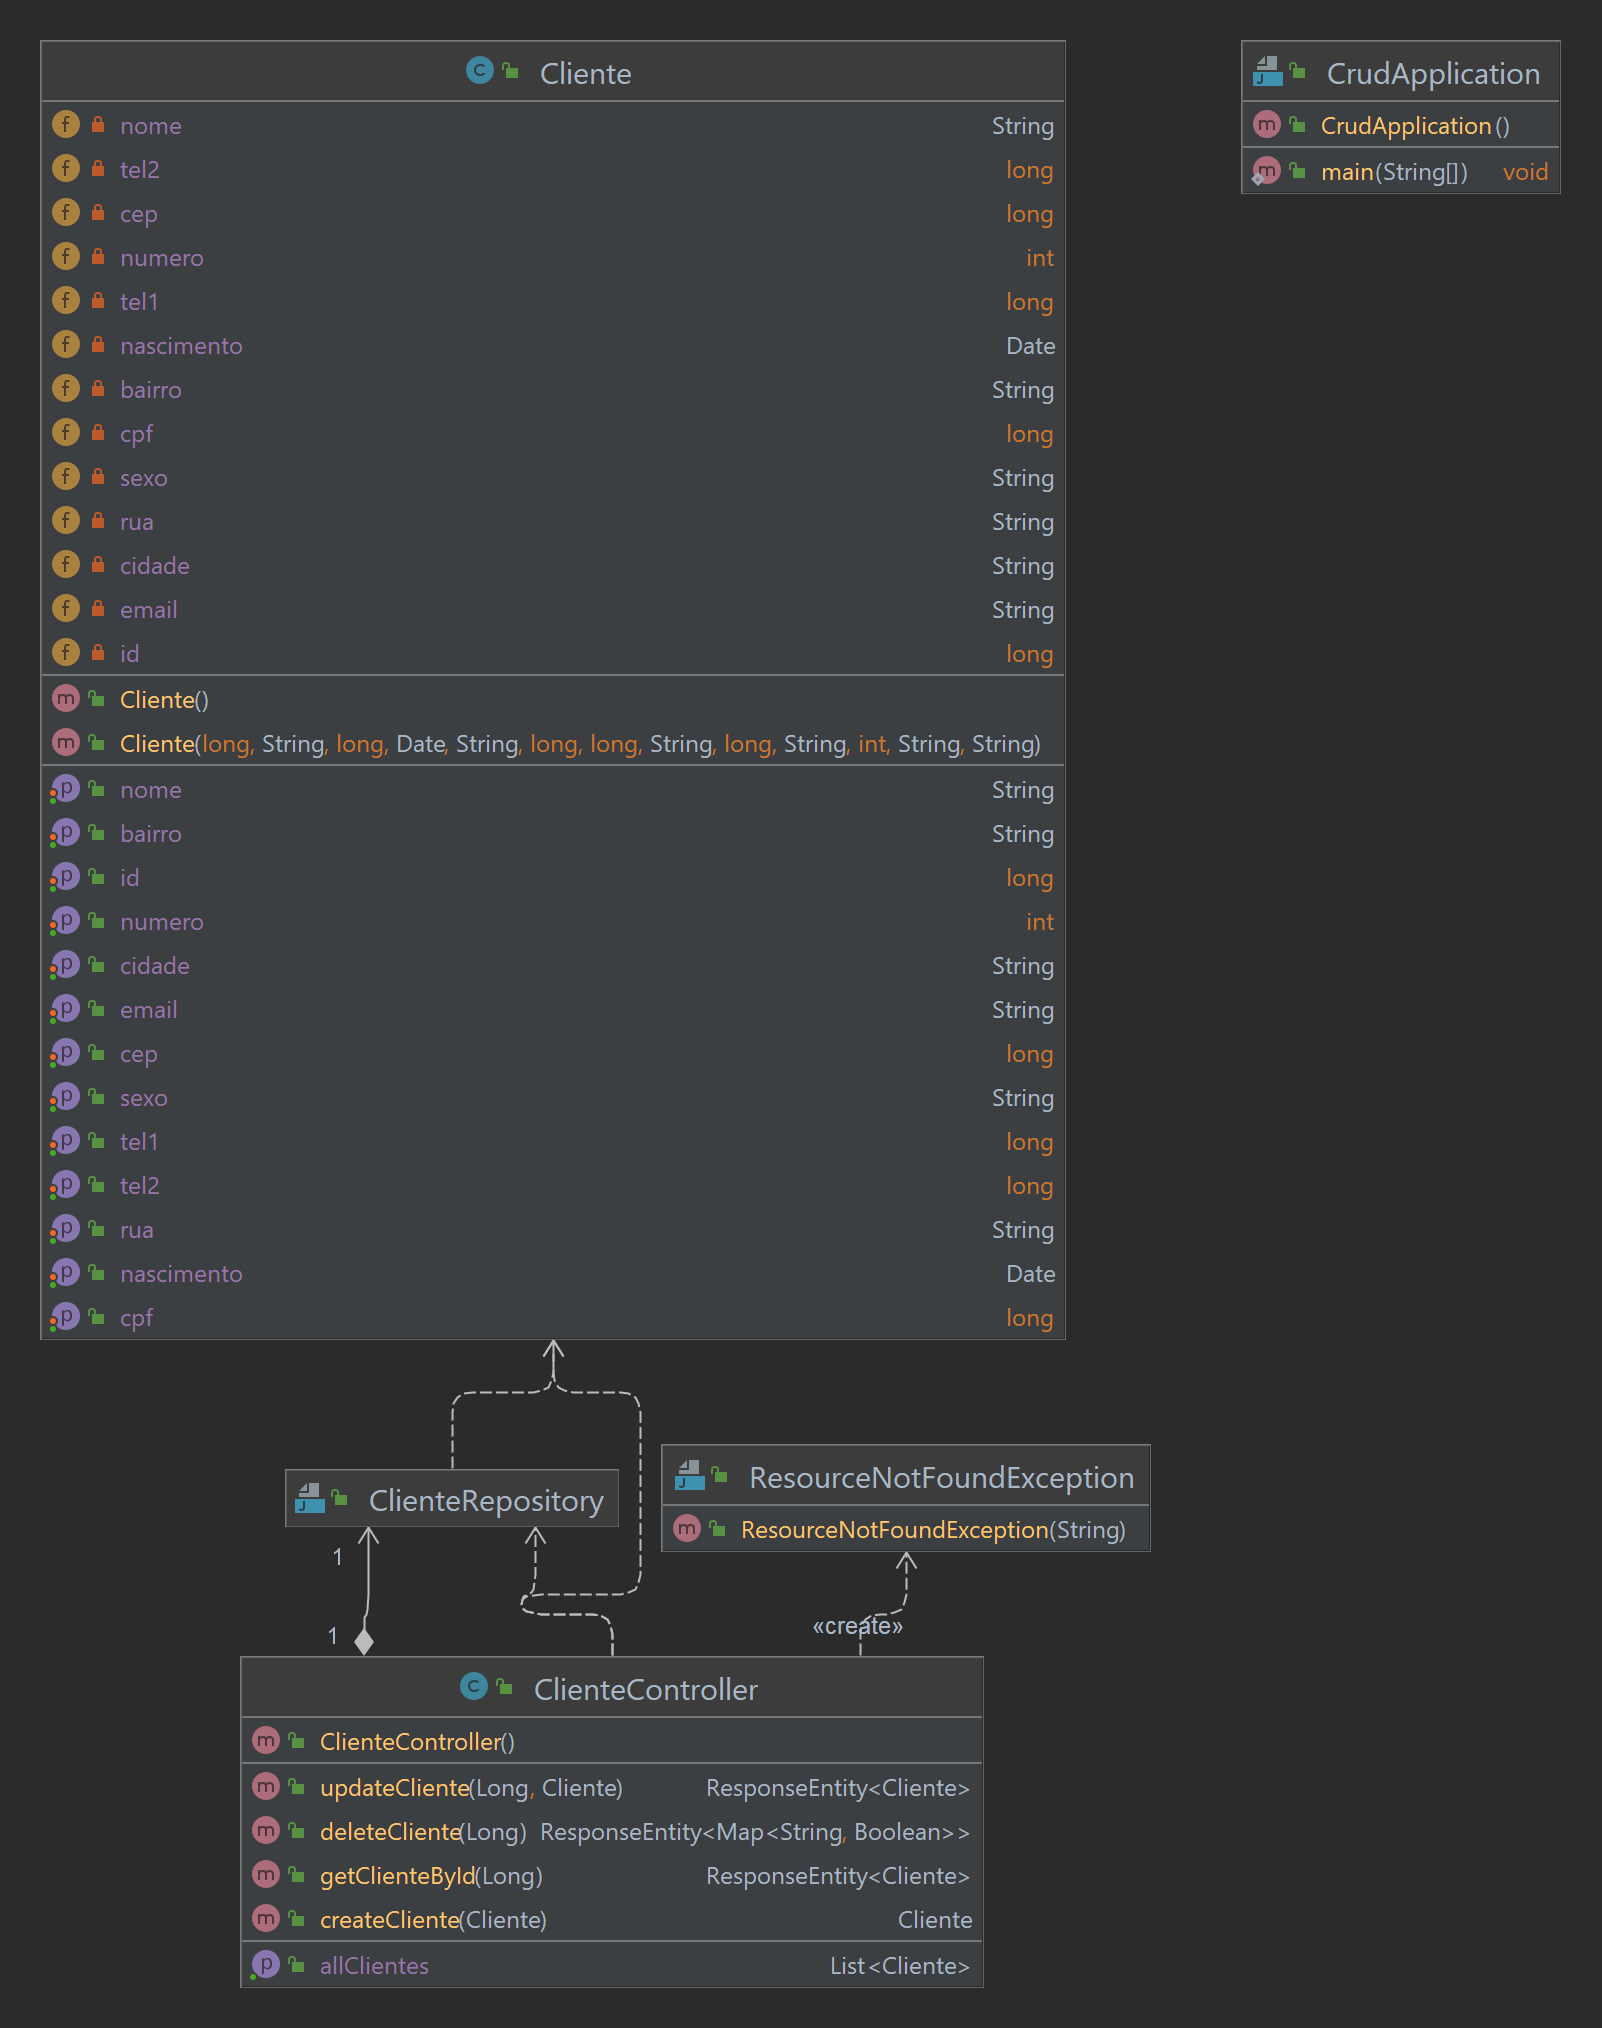 Cliente
nome String
tel2 long
cep long
numero int
tel1 long
nascimento Date
bairro String
cpf long
sexo String
rua String
cidade String
email String
id long
Cliente()
Cliente(long, String, long, Date, String, long, long, String, long, String, int, String, String)
nome String
bairro String
id long
numero int
cidade String
email String
cep long
sexo String
tel1 long
tel2 long
rua String
nascimento Date
cpf long
CrudApplication
CrudApplication()
main(String[]) void
ClienteRepository
ResourceNotFoundException
ResourceNotFoundException(String)
1
1
«create»
ClienteController
ClienteController()
updateCliente(Long, Cliente) ResponseEntity<Cliente>
deleteCliente(Long) ResponseEntity<Map<String, Boolean>>
getClienteById(Long) ResponseEntity<Cliente>
createCliente(Cliente) Cliente
allClientes List<Cliente>